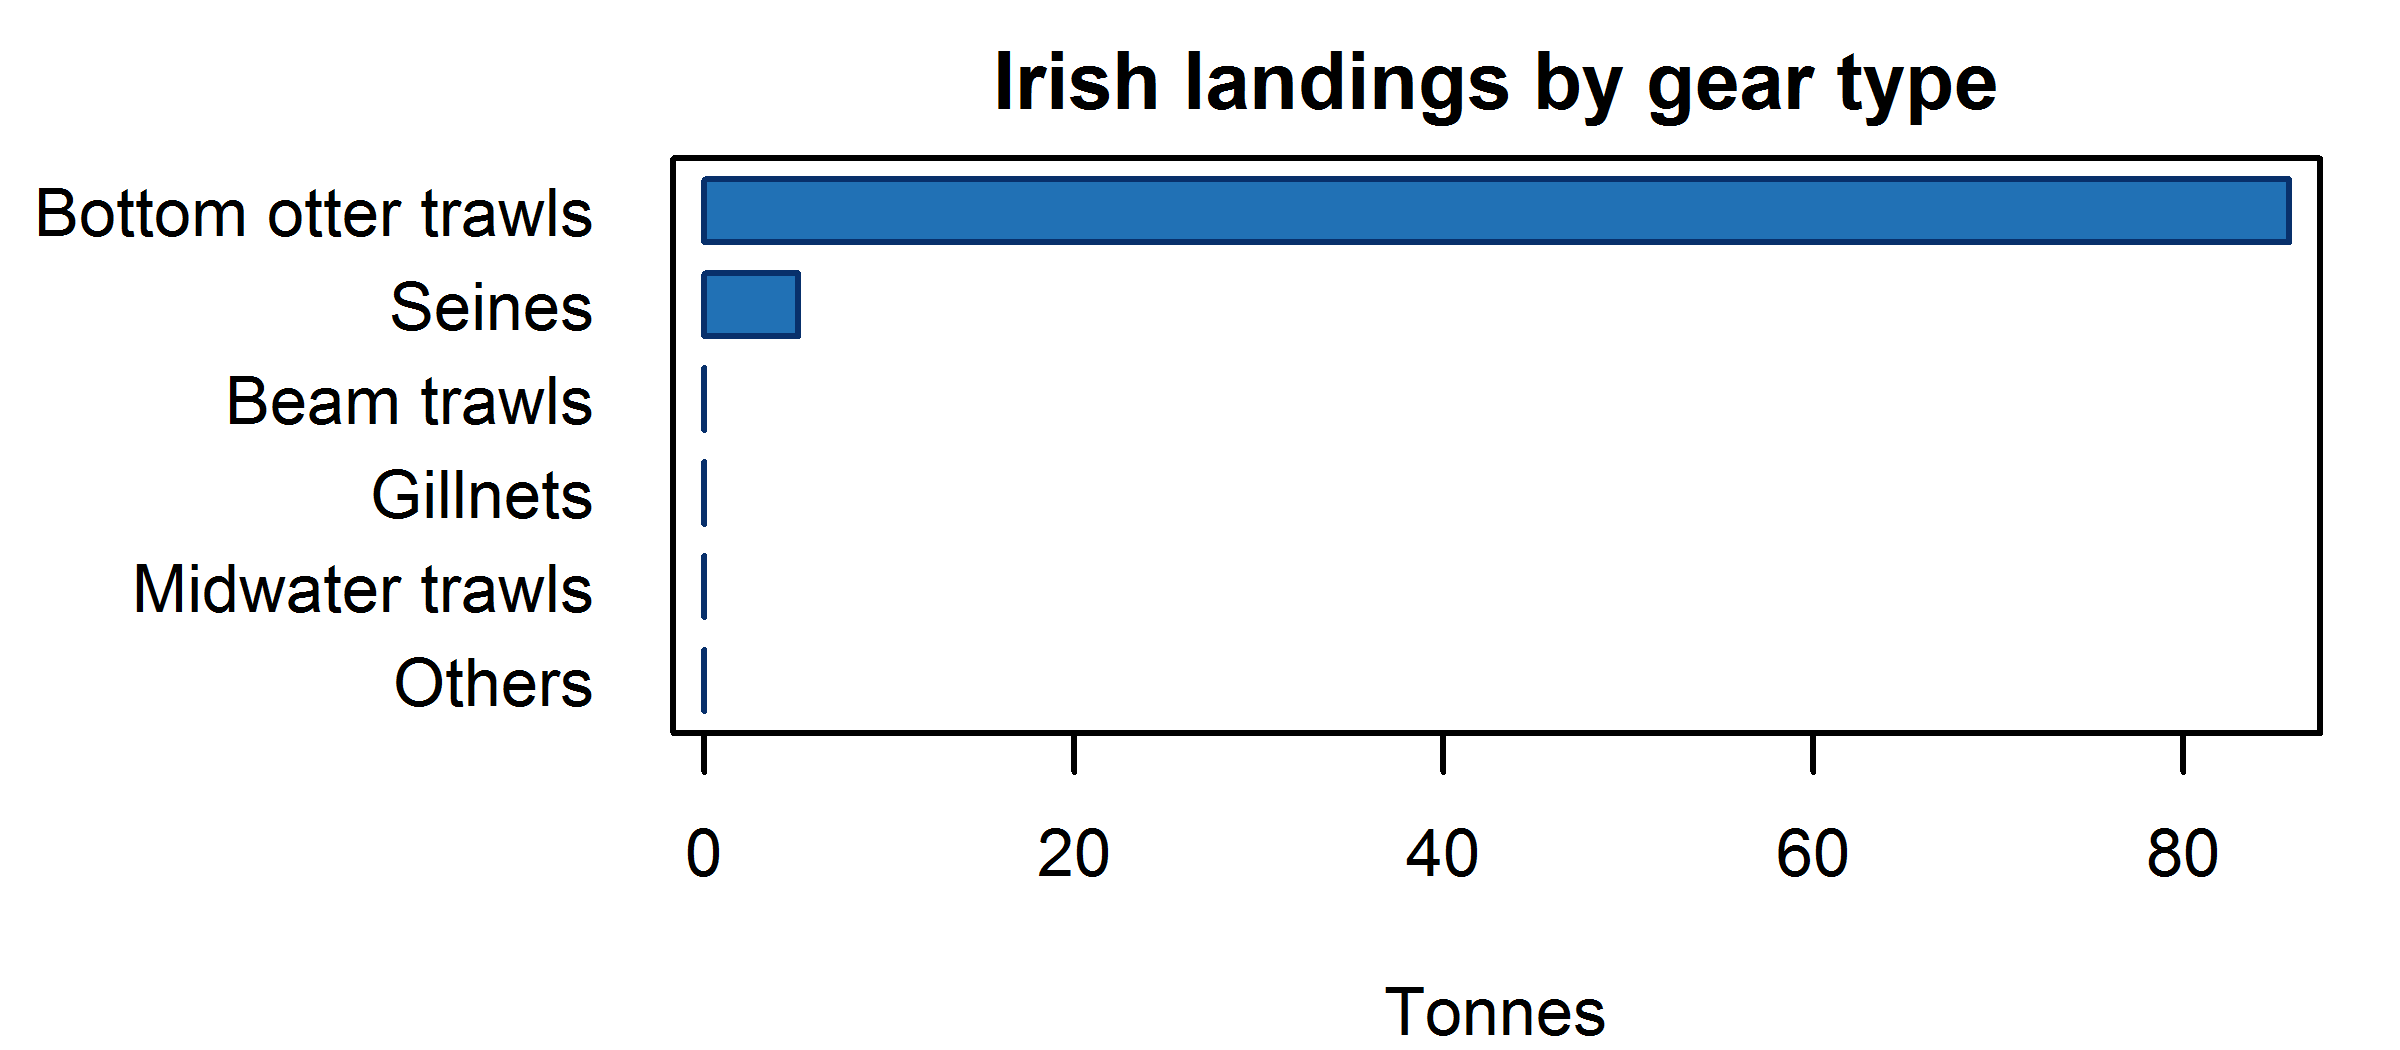 Irish landings by gear type
Bottom otter trawls
Seines
Beam trawls
Gillnets
Midwater trawls
Others
0 20 40 60 80
Tonnes